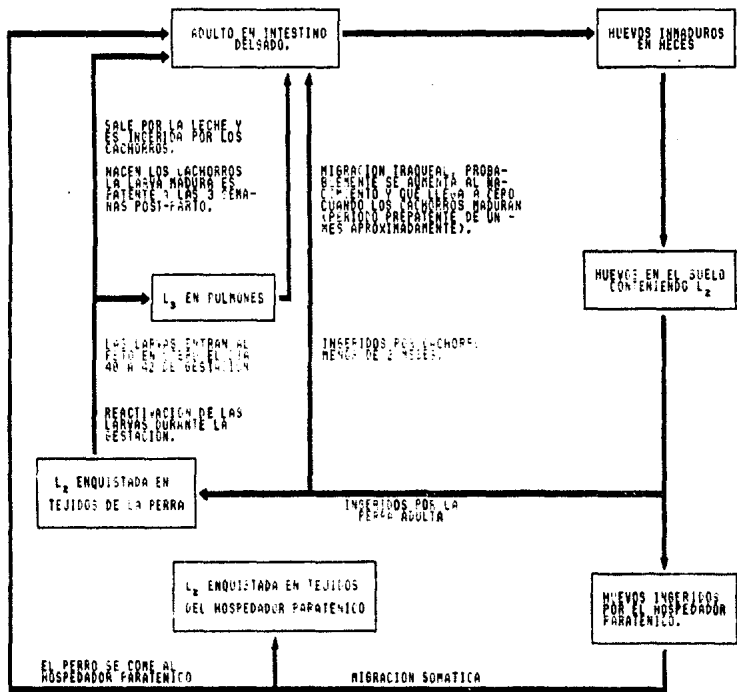 ADULTO EN INTESTINO
DELGADO.
HUEVOS INMADUROS
EN HECES
SALE POR LA LECHE Y
ES INGERIDA POR LOS
CACHORROS.
NACEN LOS CACHORROS
LA LARVA MADURA ES
PATENTE A LAS 3 SEMA-
NAS POST-PARTO.
MIGRACION TRAQUEAL, PROBA-
BLEMENTE SE AUMENTA AL NA-
CIMIENTO Y QUE LLEGA A CERO
CUANDO LOS CACHORROS MADURAN
(PERIODO PREPATENTE DE UN -
MES APROXIMADAMENTE).
HUEVOS EN EL SUELO
CONTENIENDO L2
L3 EN PULMONES
LAS LARVAS ENTRAN AL
FETO EN EL DIA
40 A 42 DE GESTACION
INGERIDOS POR CACHORRO
MENOR DE 2 MESES.
REACTIVACION DE LAS
LARVAS DURANTE LA
GESTACION.
L2 ENQUISTADA EN
TEJIDOS DE LA PERRA
INGERIDOS POR LA
PERRA ADULTA
L2 ENQUISTADA EN TEJIDOS
DEL HOSPEDADOR PARATENICO
HUEVOS INGERIDOS
POR EL HOSPEDADOR
PARATENICO.
EL PERRO SE COME AL
HOSPEDADOR PARATENICO
MIGRACION SOMATICA